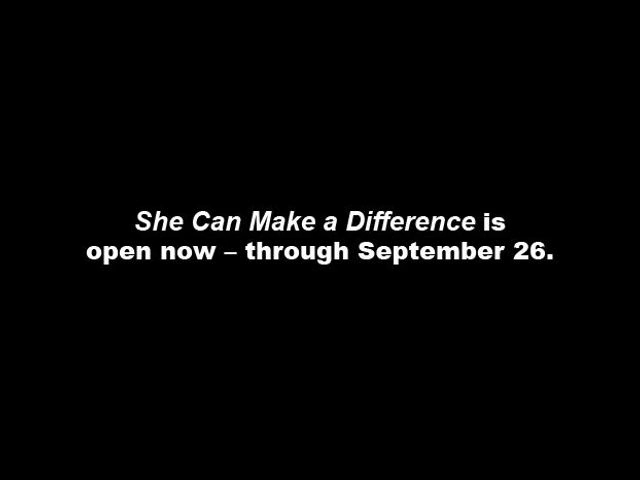 She Can Make a Difference is
open now – through September 26.